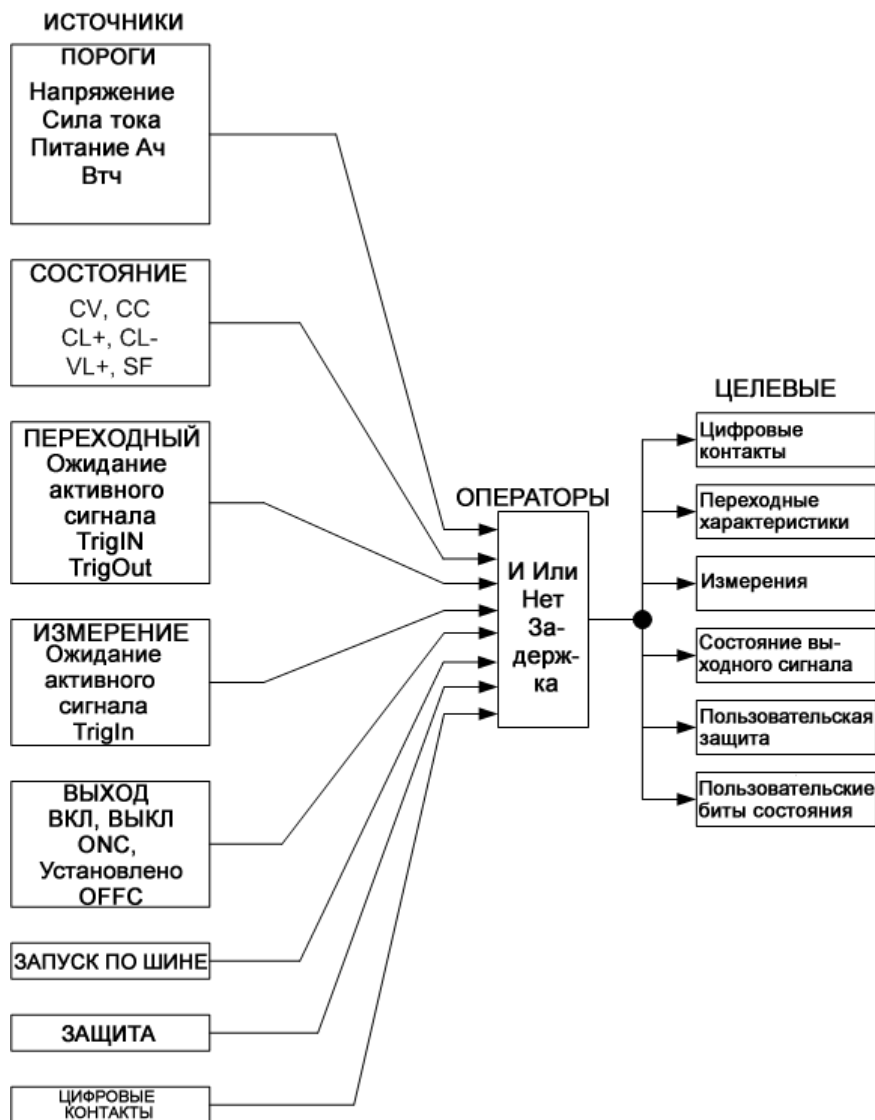 ИСТОЧНИКИ
ПОРОГИ
Напряжение
Сила тока
Питание Ач
Втч
СОСТОЯНИЕ
CV, CC
CL+, CL-
VL+, SF
ПЕРЕХОДНЫЙ
Ожидание
активного
сигнала
TrigIN
TrigOut
ИЗМЕРЕНИЕ
Ожидание
активного
сигнала
TrigIn
ВЫХОД
ВКЛ, ВЫКЛ
ONC,
Установлено
OFFC
ЗАПУСК ПО ШИНЕ
ЗАЩИТА
ЦИФРОВЫЕ
КОНТАКТЫ
ОПЕРАТОРЫ
И Или
Нет
За-
держ-
ка
ЦЕЛЕВЫЕ
Цифровые
контакты
Переходные
характеристики
Измерения
Состояние вы-
ходного сигнала
Пользовательская
защита
Пользовательские
биты состояния